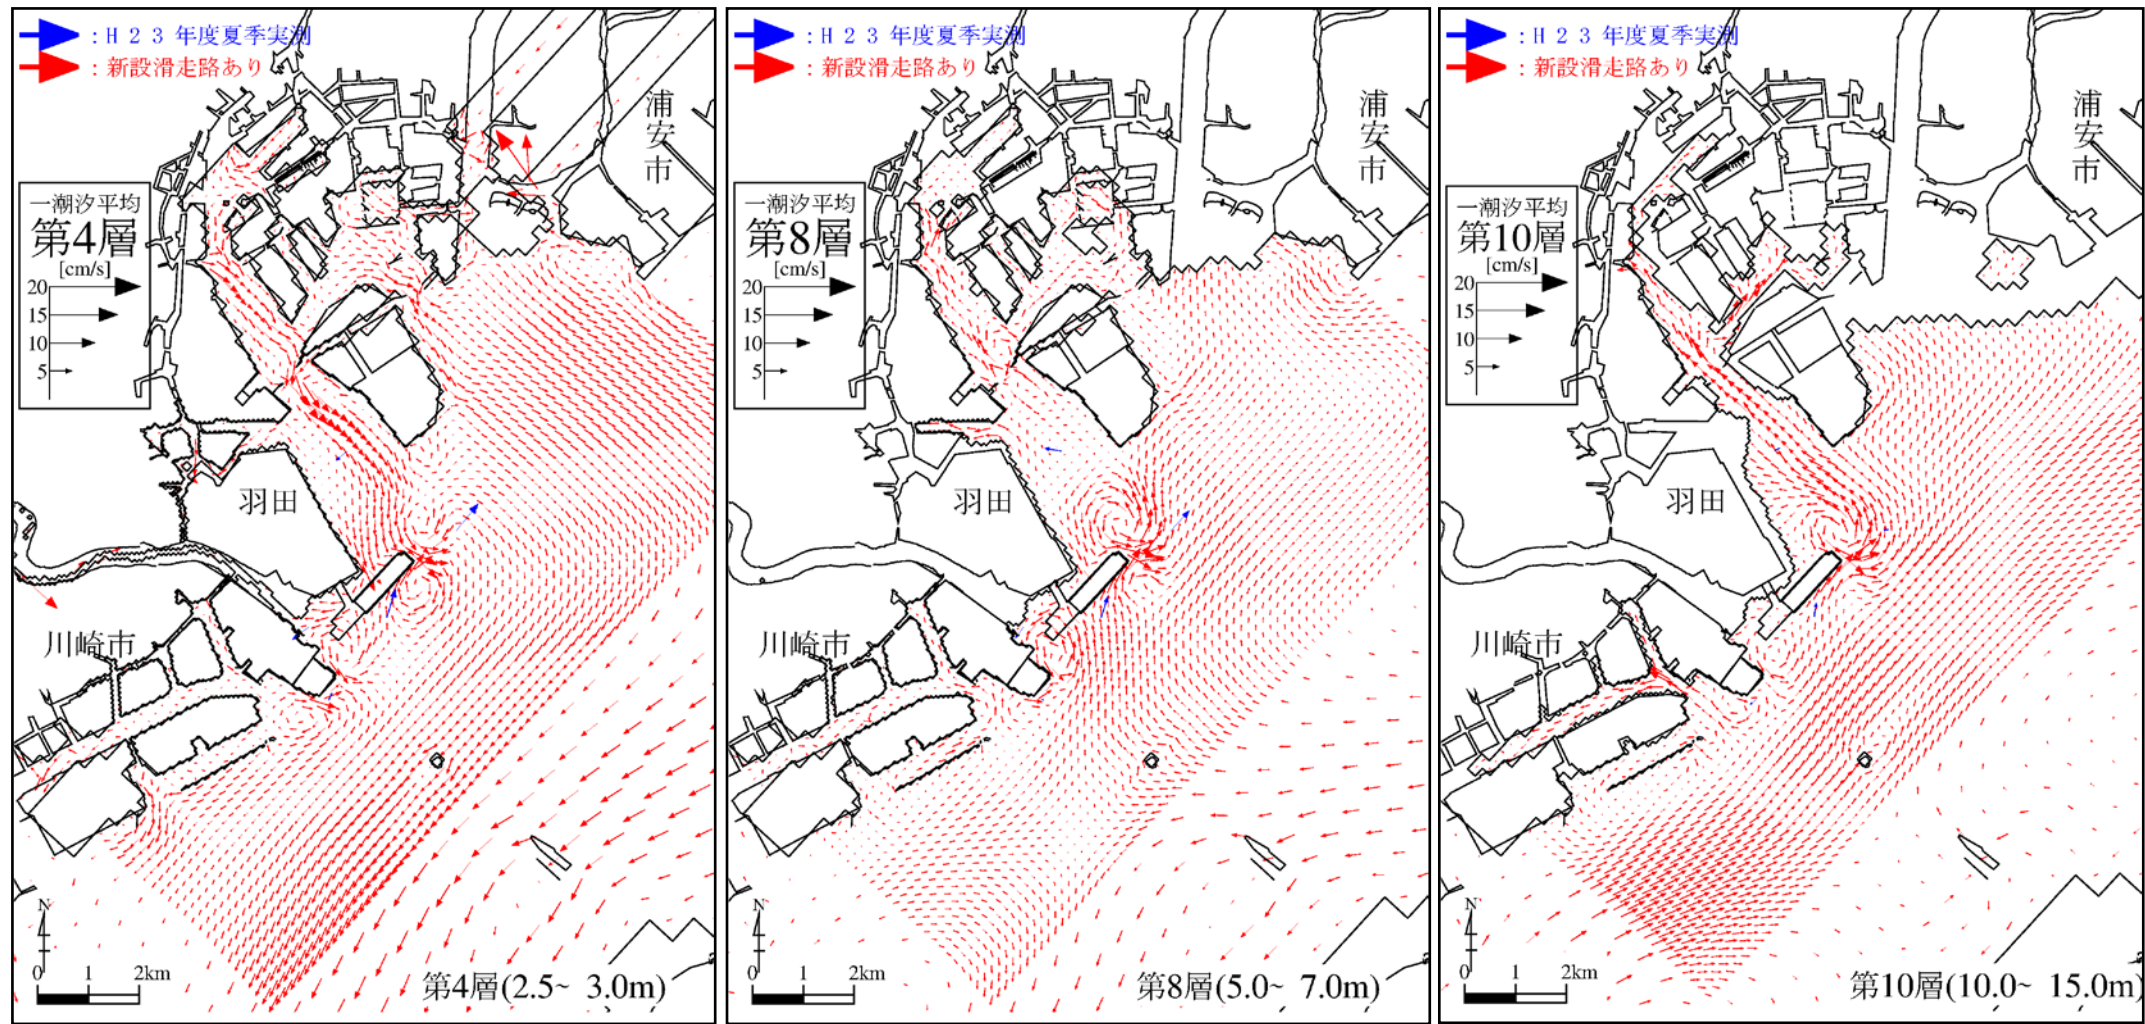 ：Ｈ２３年度夏季実測
：新設滑走路あり
浦安市
一潮汐平均
第4層
[cm/s]
20
15
10
5
羽田
川崎市
N
0 1 2km
第4層(2.5~ 3.0m)
：Ｈ２３年度夏季実測
：新設滑走路あり
浦安市
一潮汐平均
第8層
[cm/s]
20
15
10
5
羽田
川崎市
N
0 1 2km
第8層(5.0~ 7.0m)
：Ｈ２３年度夏季実測
：新設滑走路あり
浦安市
一潮汐平均
第10層
[cm/s]
20
15
10
5
羽田
川崎市
N
0 1 2km
第10層(10.0~ 15.0m)